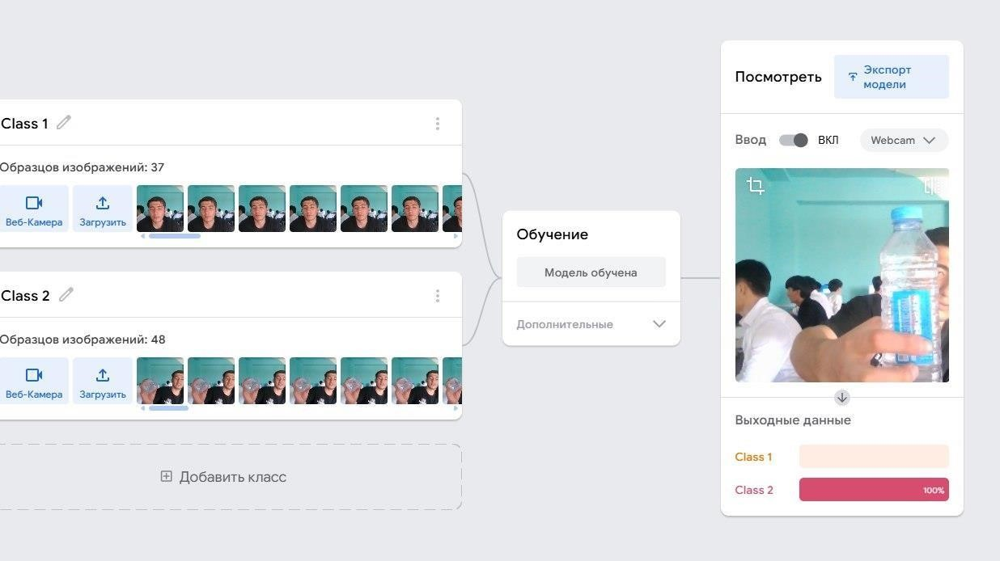 Class 1
Образцов изображений: 37
Веб-Камера
Загрузить
Class 2
Образцов изображений: 48
Веб-Камера
Загрузить
Добавить класс
Обучение
Модель обучена
Дополнительные
Посмотреть
Экспорт
модели
Ввод ВКЛ Webcam
Выходные данные
Class 1
Class 2 100%